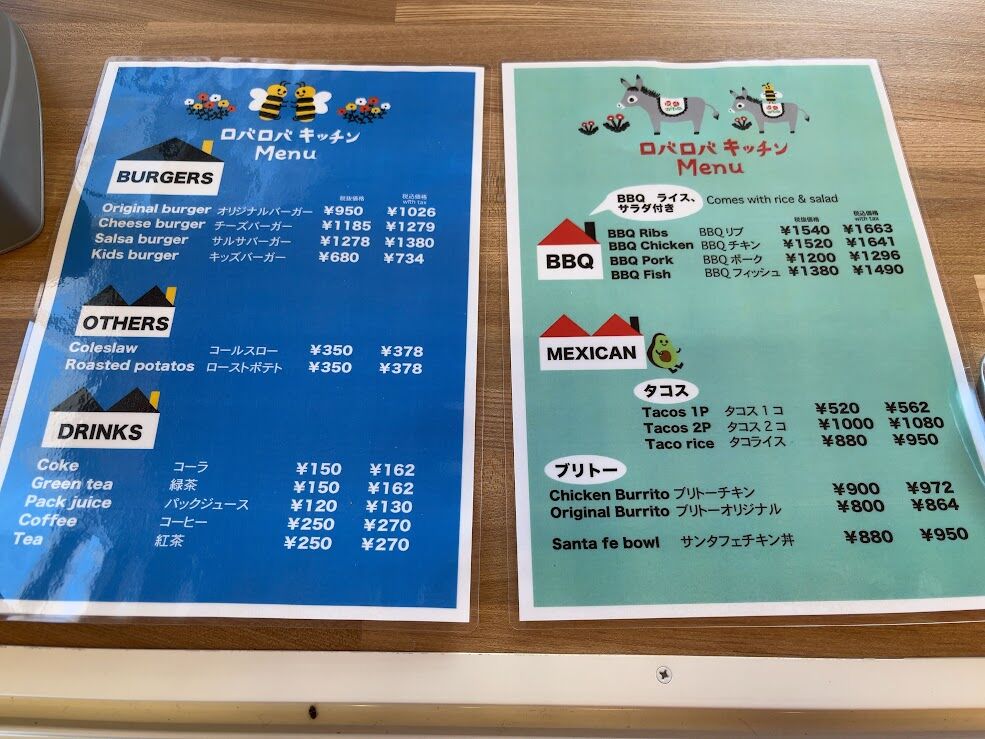 ロバロバ キッチン
Menu
BURGERS
税抜価格 税込価格
with tax
Original burger オリジナルバーガー ¥950 ¥1026
Cheese burger チーズバーガー ¥1185 ¥1279
Salsa burger サルサバーガー ¥1278 ¥1380
Kids burger キッズバーガー ¥680 ¥734
OTHERS
Coleslaw コールスロー ¥350 ¥378
Roasted potatos ローストポテト ¥350 ¥378
DRINKS
Coke コーラ ¥150 ¥162
Green tea 緑茶 ¥150 ¥162
Pack juice パックジュース ¥120 ¥130
Coffee コーヒー ¥250 ¥270
Tea 紅茶 ¥250 ¥270
ロバロバ キッチン
Menu
BBQ ライス、
サラダ付き
Comes with rice & salad
税抜価格 税込価格
with tax
BBQ
BBQ Ribs BBQ リブ ¥1540 ¥1663
BBQ Chicken BBQ チキン ¥1520 ¥1641
BBQ Pork BBQ ポーク ¥1200 ¥1296
BBQ Fish BBQ フィッシュ ¥1380 ¥1490
MEXICAN
タコス
Tacos 1P タコス1コ ¥520 ¥562
Tacos 2P タコス2コ ¥1000 ¥1080
Taco rice タコライス ¥880 ¥950
ブリトー
Chicken Burrito ブリトーチキン ¥900 ¥972
Original Burrito ブリトーオリジナル ¥800 ¥864
Santa fe bowl サンタフェチキン丼 ¥880 ¥950